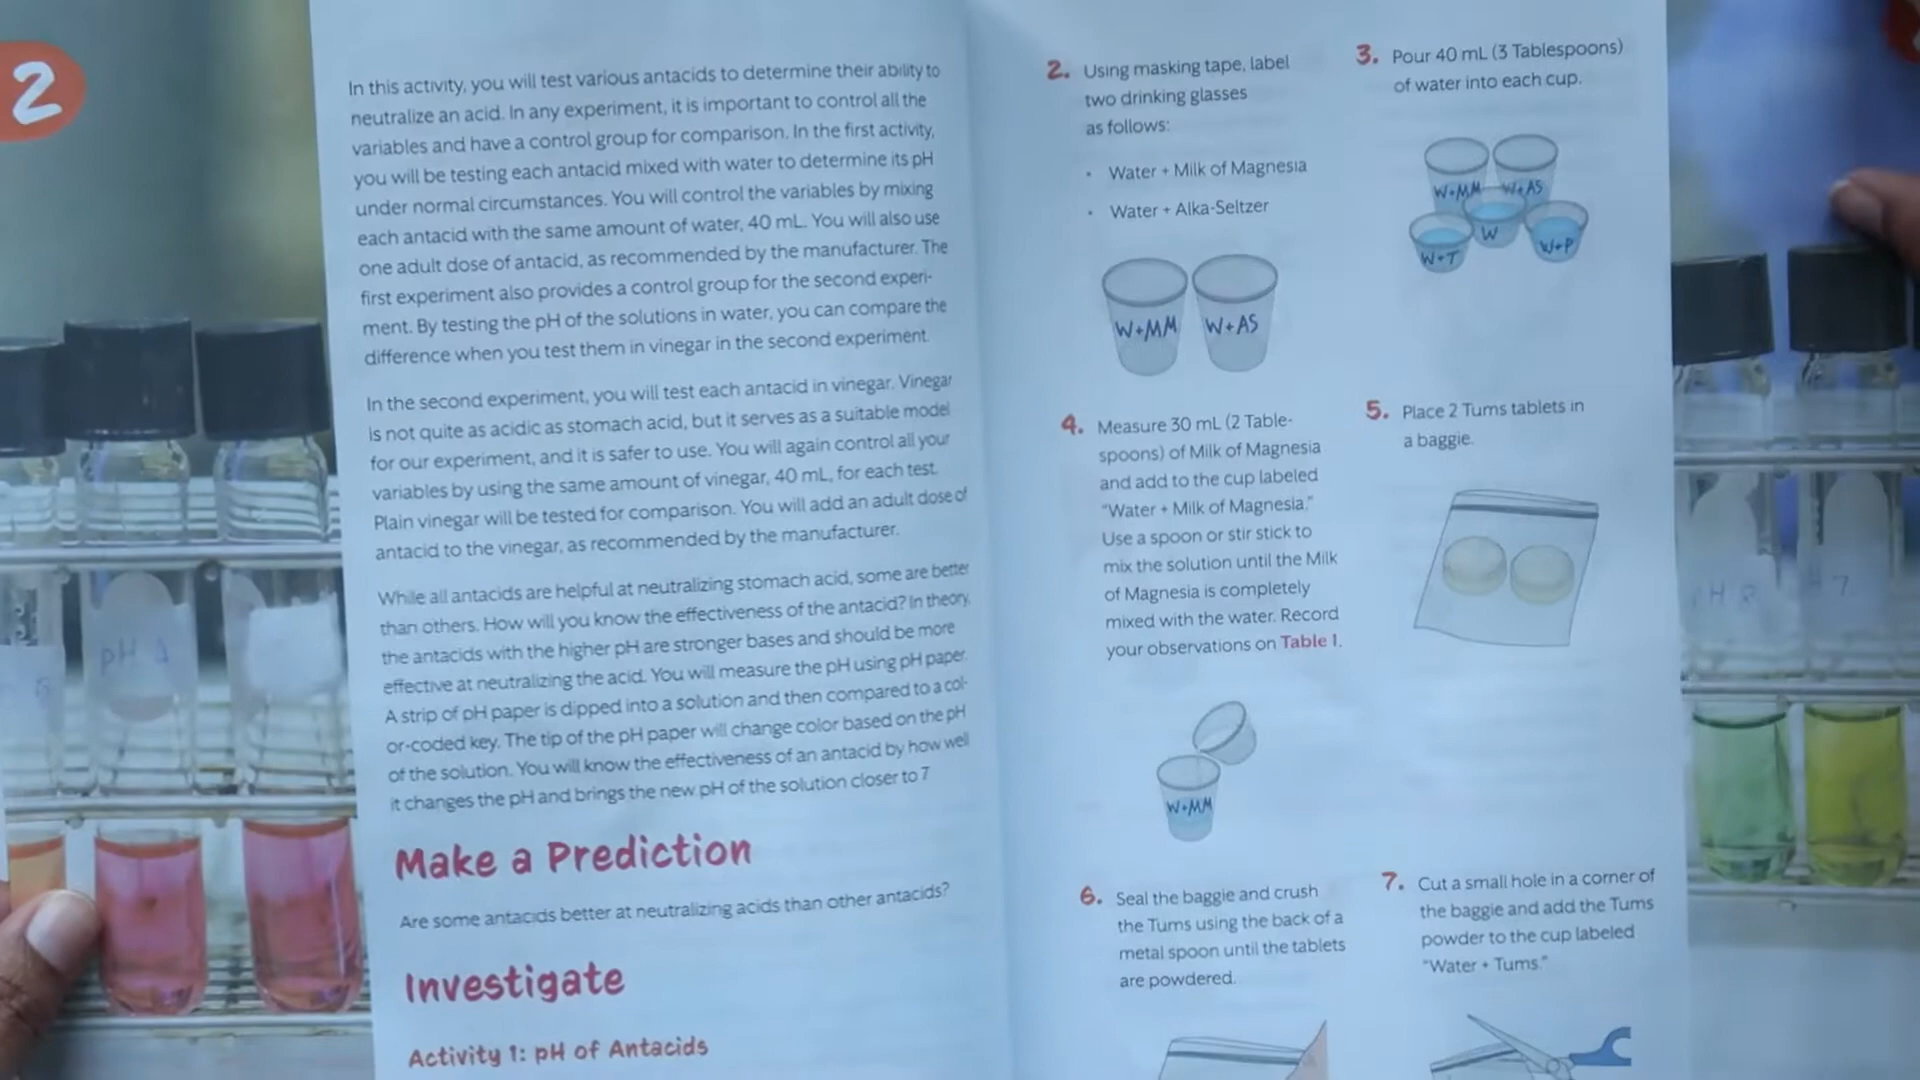 2
In this activity, you will test various antacids to determine their ability to
neutralize an acid. In any experiment, it is important to control all the
variables and have a control group for comparison. In the first activity,
you will be testing each antacid mixed with water to determine its pH
under normal circumstances. You will control the variables by mixing
each antacid with the same amount of water, 40 mL. You will also use
one adult dose of antacid, as recommended by the manufacturer. The
first experiment also provides a control group for the second experi-
ment. By testing the pH of the solutions in water, you can compare the
difference when you test them in vinegar in the second experiment.
In the second experiment, you will test each antacid in vinegar. Vinegar
is not quite as acidic as stomach acid, but it serves as a suitable model
for our experiment, and it is safer to use. You will again control all your
variables by using the same amount of vinegar, 40 mL, for each test.
Plain vinegar will be tested for comparison. You will add an adult dose of
antacid to the vinegar, as recommended by the manufacturer.
While all antacids are helpful at neutralizing stomach acid, some are better
than others. How will you know the effectiveness of the antacid? In theory,
the antacids with the higher pH are stronger bases and should be more
effective at neutralizing the acid. You will measure the pH using pH paper.
A strip of pH paper is dipped into a solution and then compared to a col-
or-coded key. The tip of the pH paper will change color based on the pH
of the solution. You will know the effectiveness of an antacid by how well
it changes the pH and brings the new pH of the solution closer to 7
Make a Prediction
Are some antacids better at neutralizing acids than other antacids?
Investigate
Activity 1: pH of Antacids
2. Using masking tape, label
two drinking glasses
as follows:
• Water + Milk of Magnesia
• Water + Alka-Seltzer
W+MM W+AS
3. Pour 40 mL (3 Tablespoons)
of water into each cup.
W+MM W+AS
W+T W W+P
4. Measure 30 mL (2 Table-
spoons) of Milk of Magnesia
and add to the cup labeled
"Water + Milk of Magnesia."
Use a spoon or stir stick to
mix the solution until the Milk
of Magnesia is completely
mixed with the water. Record
your observations on Table 1.
W+MM
5. Place 2 Tums tablets in
a baggie.
6. Seal the baggie and crush
the Tums using the back of a
metal spoon until the tablets
are powdered.
7. Cut a small hole in a corner of
the baggie and add the Tums
powder to the cup labeled
"Water + Tums."
pH
7